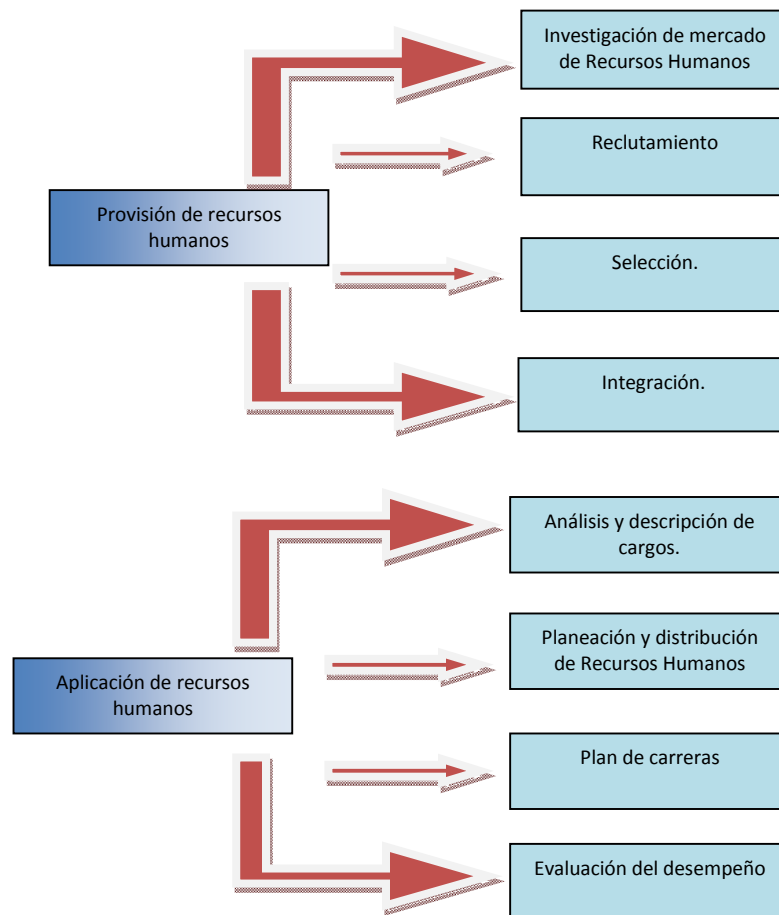 Investigación de mercado
de Recursos Humanos
Reclutamiento
Provisión de recursos
humanos
Selección.
Integración.
Análisis y descripción de
cargos.
Planeación y distribución
de Recursos Humanos
Aplicación de recursos
humanos
Plan de carreras
Evaluación del desempeño